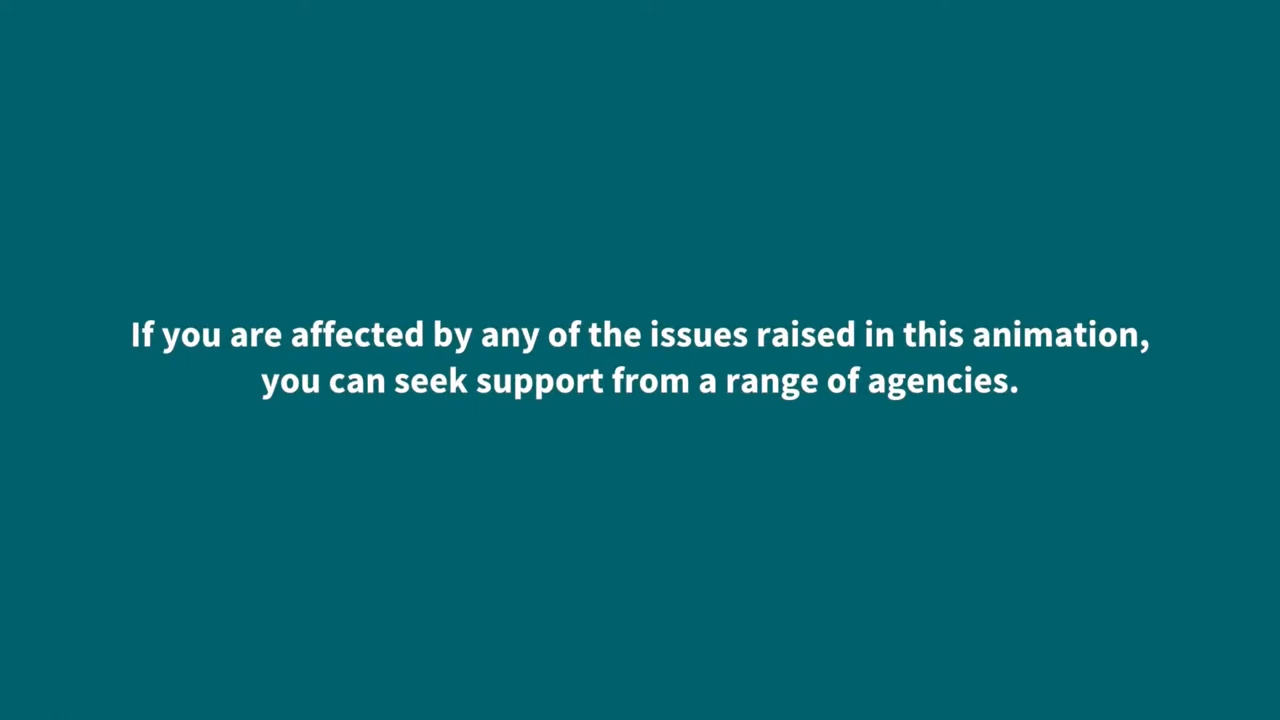 If you are affected by any of the issues raised in this animation,
you can seek support from a range of agencies.